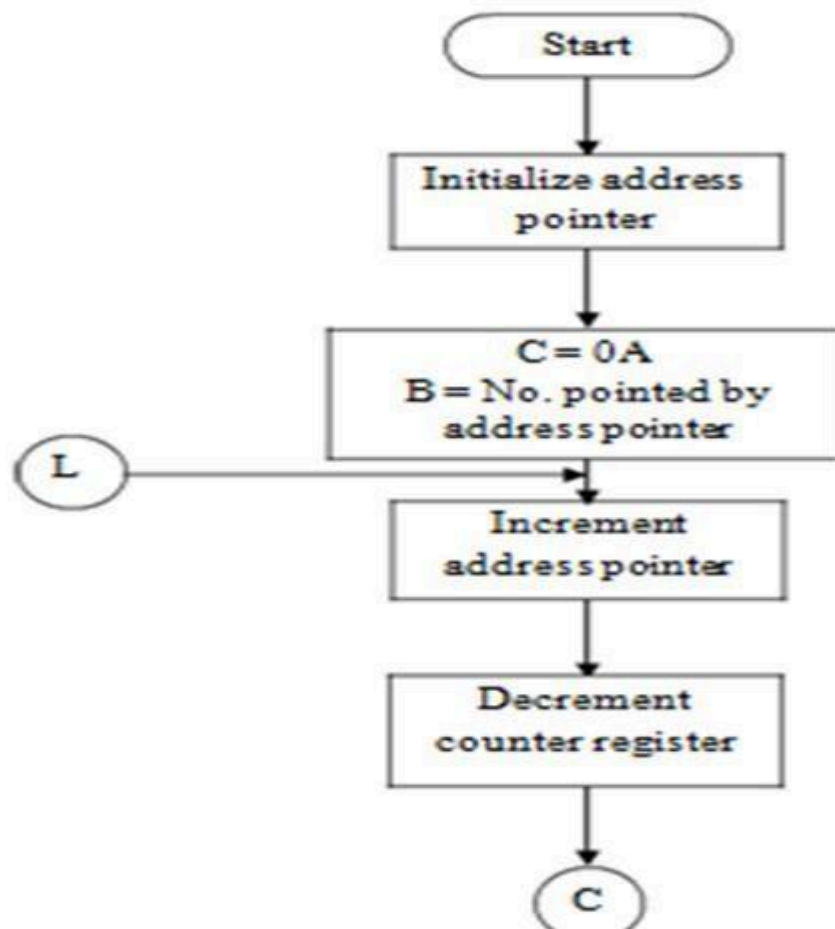 Start
Initialize address
pointer
C = 0A
B = No. pointed by
address pointer
L
Increment
address pointer
Decrement
counter register
C